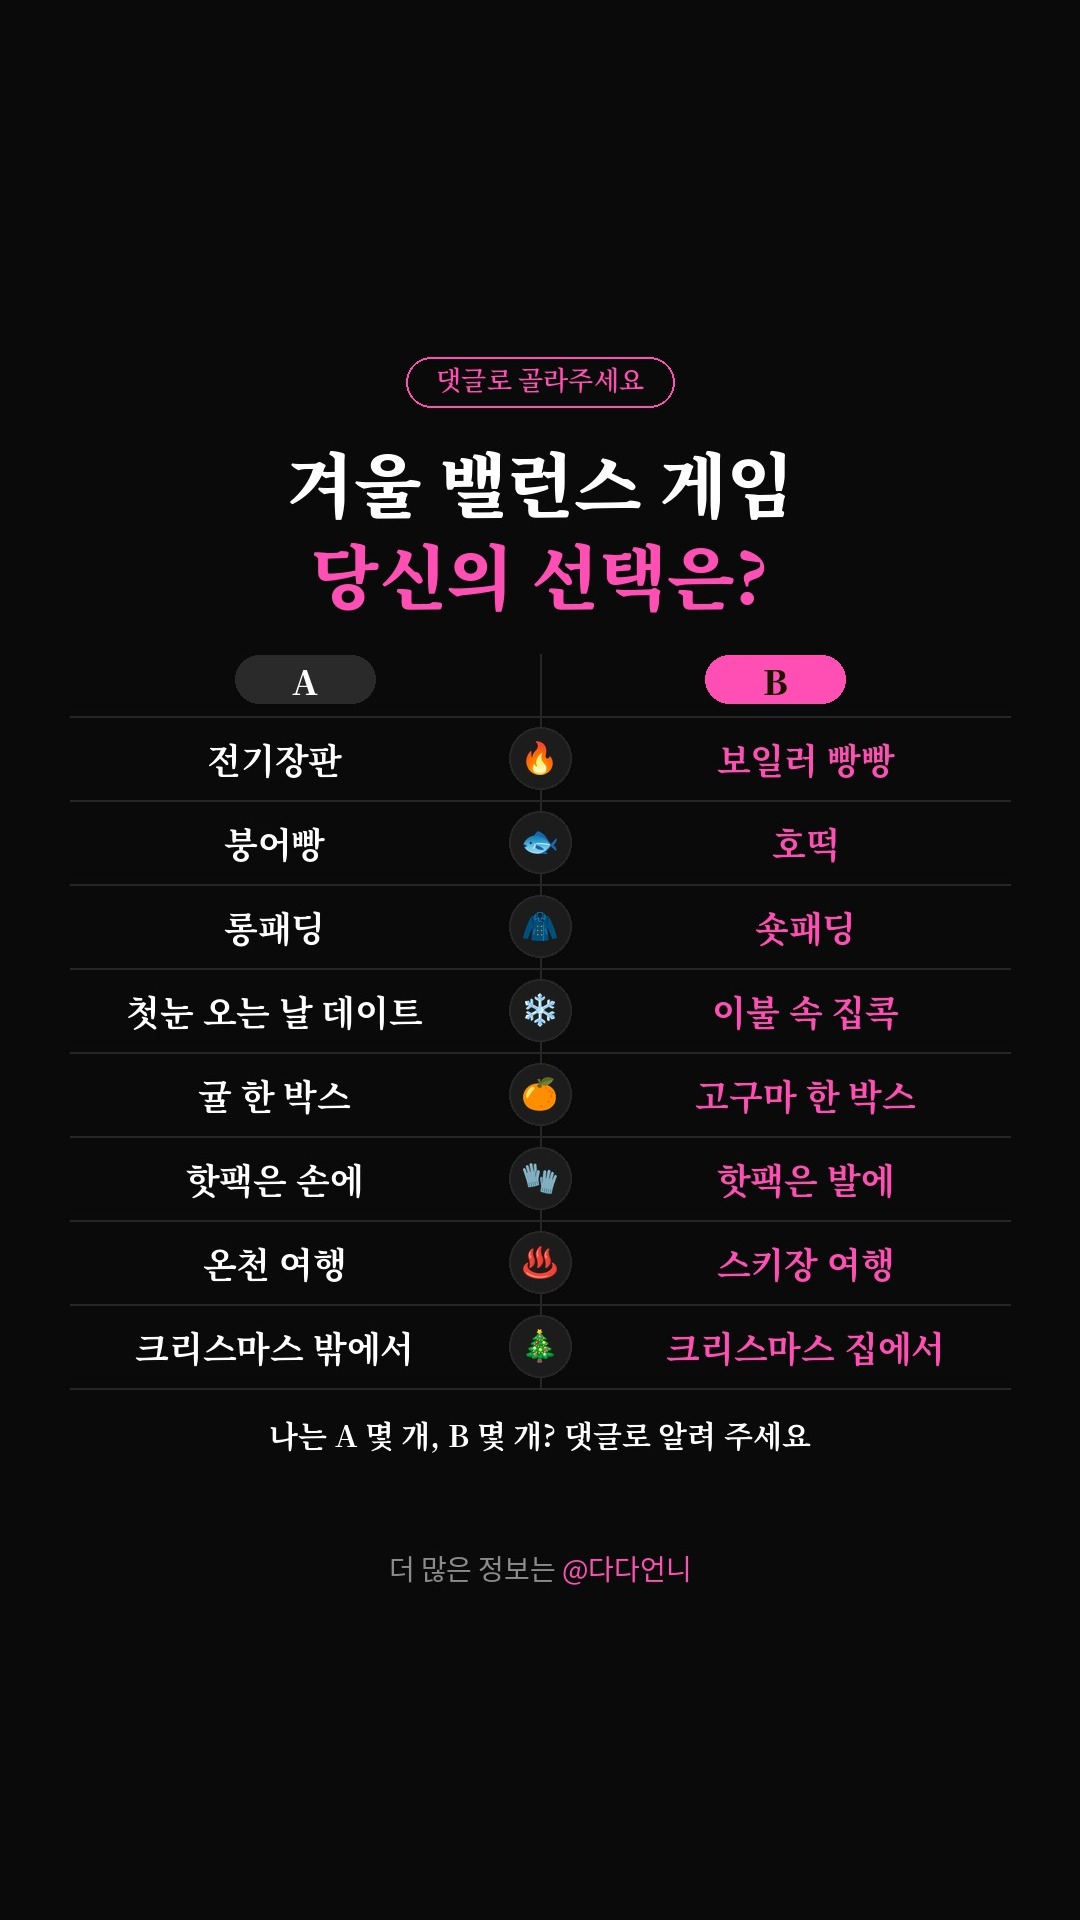 댓글로 골라주세요
겨울 밸런스 게임
당신의 선택은?
A B
전기장판 보일러 빵빵
붕어빵 호떡
롱패딩 숏패딩
첫눈 오는 날 데이트 이불 속 집콕
귤 한 박스 고구마 한 박스
핫팩은 손에 핫팩은 발에
온천 여행 스키장 여행
크리스마스 밖에서 크리스마스 집에서
나는 A 몇 개, B 몇 개? 댓글로 알려 주세요
더 많은 정보는 @다다언니